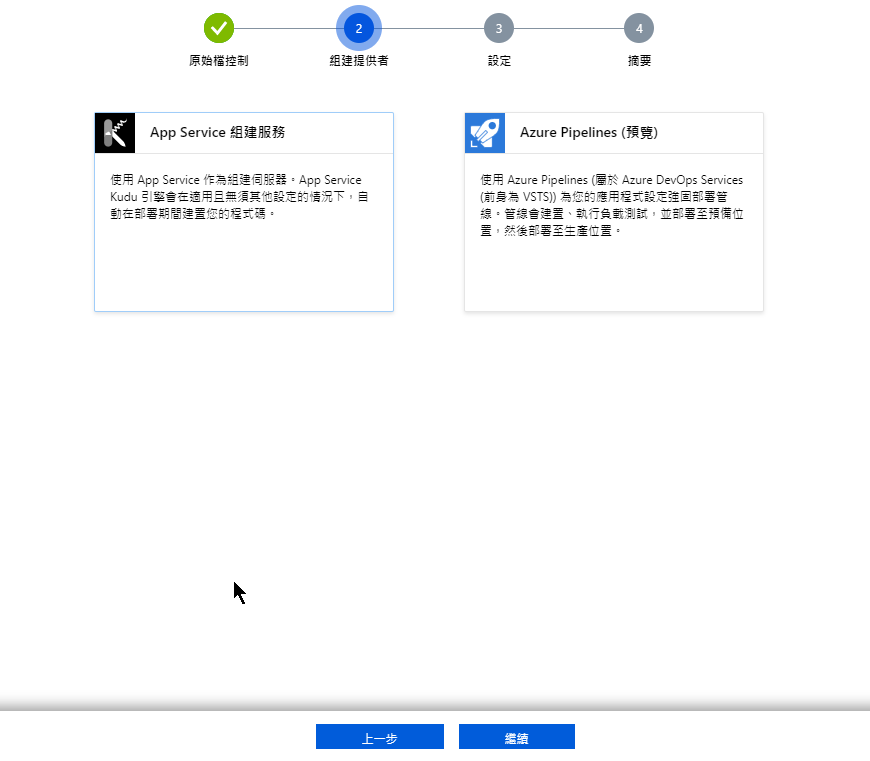 2
3
4
原始檔控制
組建提供者
設定
摘要
App Service 組建服務
使用 App Service 作為組建伺服器。App Service
Kudu 引擎會在適用且無須其他設定的情況下，自
動在部署期間建置您的程式碼。
Azure Pipelines (預覽)
使用 Azure Pipelines (屬於 Azure DevOps Services
(前身為 VSTS)) 為您的應用程式設定強固部署管
線。管線會建置、執行負載測試，並部署至預備位
置，然後部署至生產位置。
上一步
繼續